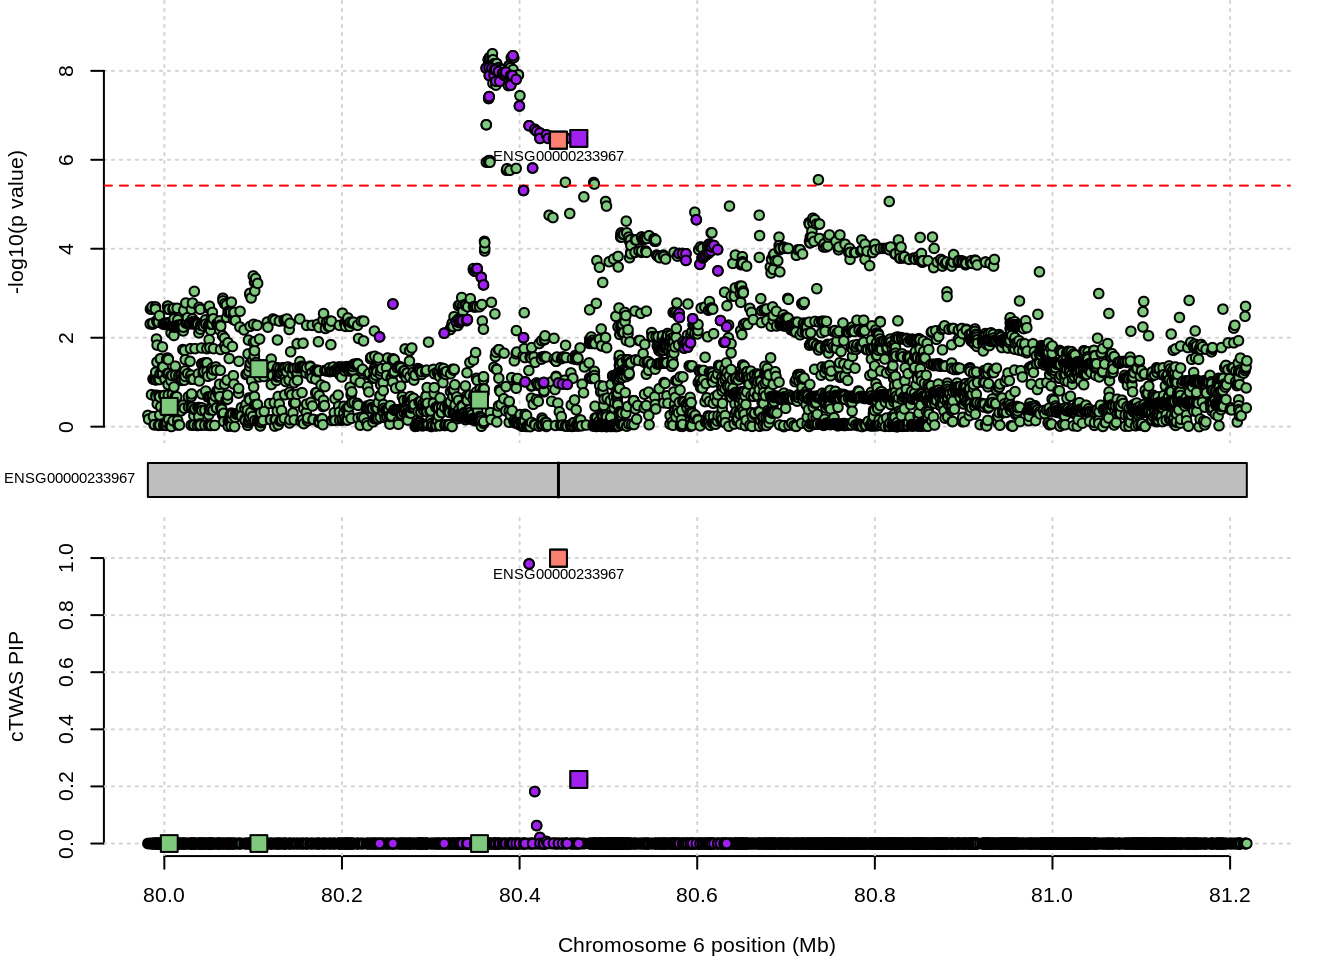 8
6
4
2
0
-log10(p value)
ENSG00000233967
ENSG00000233967
1.0
0.8
0.6
0.4
0.2
0.0
cTWAS PIP
ENSG00000233967
80.0 80.2 80.4 80.6 80.8 81.0 81.2
Chromosome 6 position (Mb)